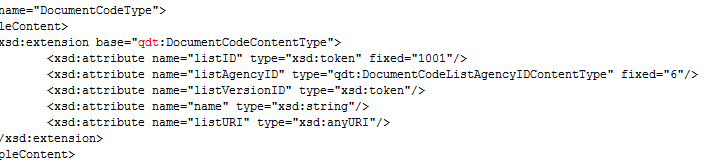 name="DocumentCodeType">
leContent>
xsd:extension base="qdt:DocumentCodeContentType">
<xsd:attribute name="listID" type="xsd:token" fixed="1001"/>
<xsd:attribute name="listAgencyID" type="qdt:DocumentCodeListAgencyIDContentType" fixed="6"/>
<xsd:attribute name="listVersionID" type="xsd:token"/>
<xsd:attribute name="name" type="xsd:string"/>
<xsd:attribute name="listURI" type="xsd:anyURI"/>
/xsd:extension>
pleContent>